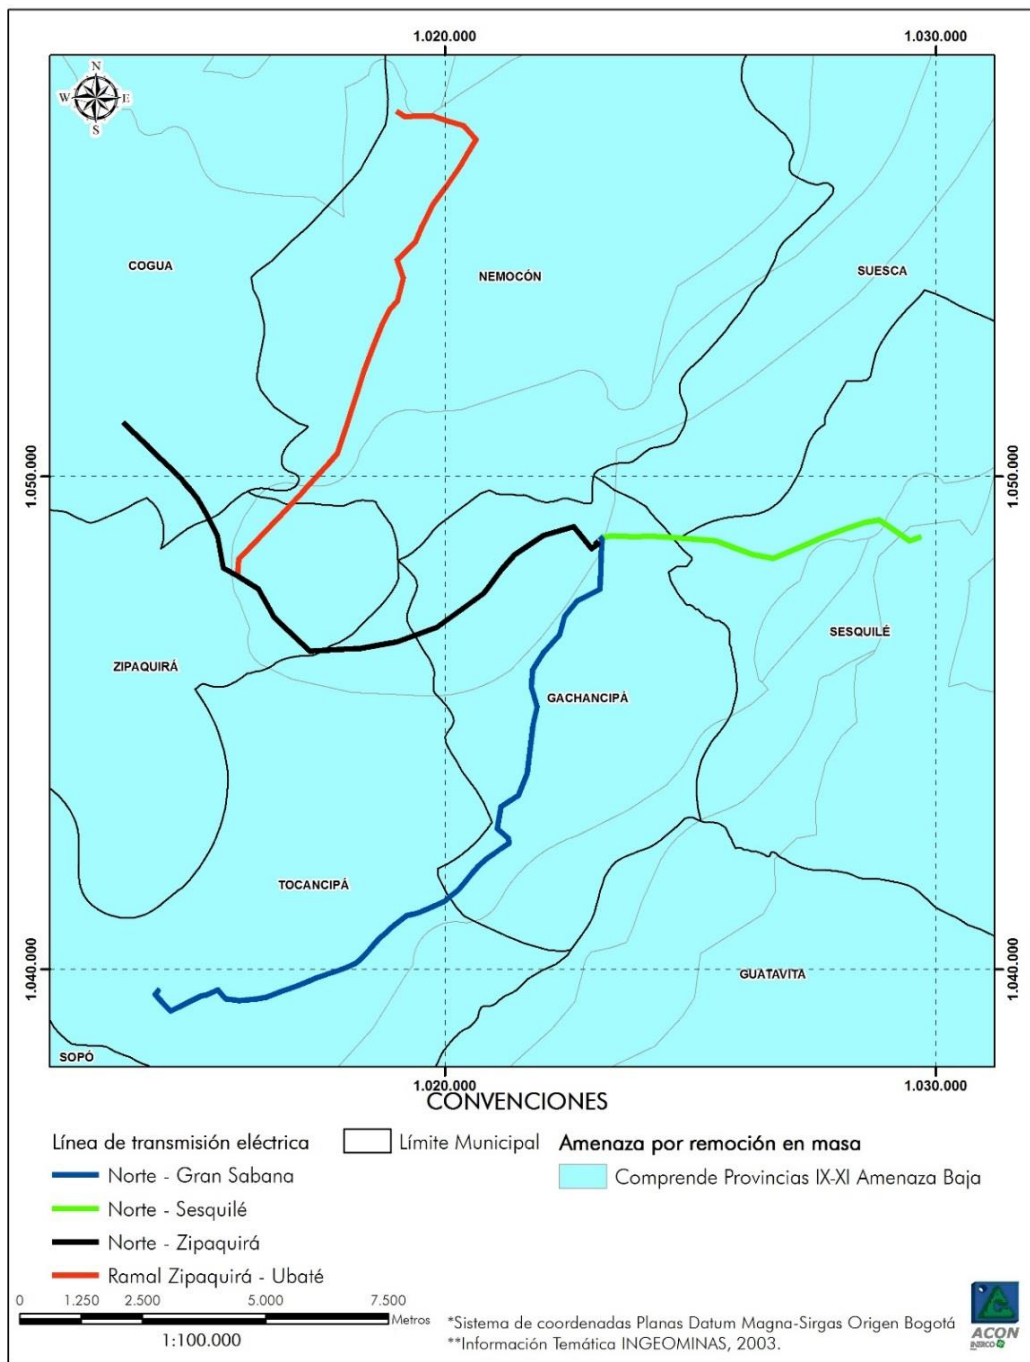 1.020.000
1.030.000
N
W E
S
COGUA
NEMOCÓN
SUESCA
1.050.000
1.050.000
ZIPAQUIRÁ
SESQUILÉ
GACHANCIPÀ
TOCANCIPÀ
GUATAVITA
1.040.000
1.040.000
SOPÓ
1.020.000
1.030.000
CONVENCIONES
Línea de transmisión eléctrica
Límite Municipal
Amenaza por remoción en masa
Norte - Gran Sabana
Comprende Provincias IX-XI Amenaza Baja
Norte - Sesquilé
Norte - Zipaquirá
Ramal Zipaquirá - Ubaté
0 1.250 2.500 5.000 7.500
Metros
1:100.000
*Sistema de coordenadas Planas Datum Magna-Sirgas Origen Bogotá
**Información Temática INGEOMINAS, 2003.
ACON
INERCO